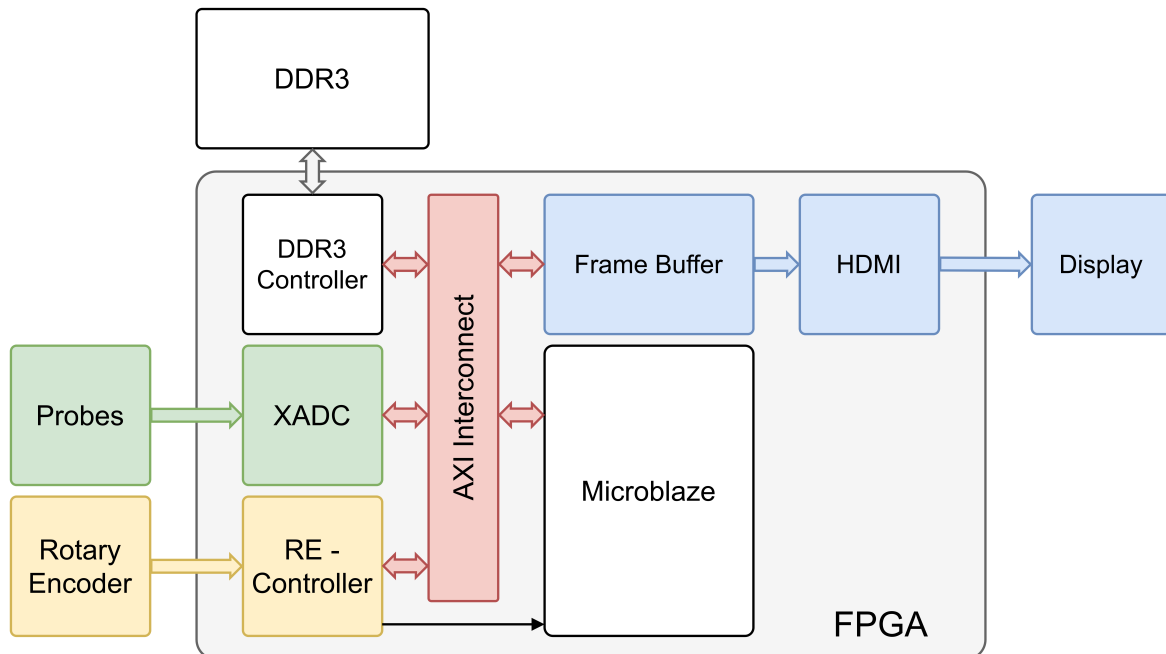 DDR3
DDR3
Controller
Frame Buffer
HDMI
Display
AXI Interconnect
Probes
XADC
Microblaze
Rotary
Encoder
RE -
Controller
FPGA